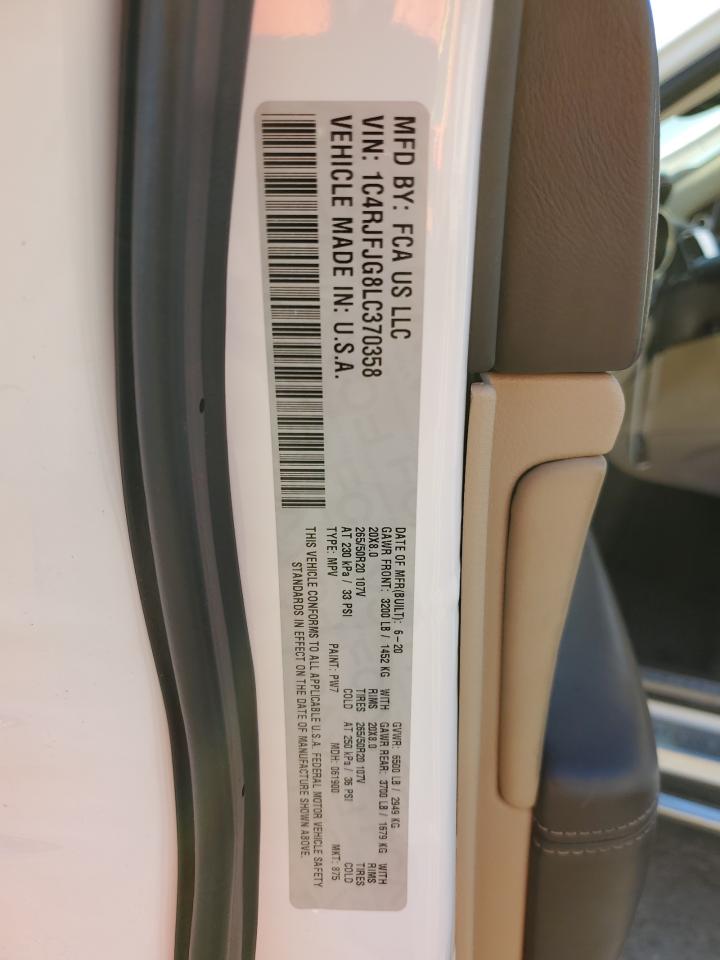 MFD BY: FCA US LLC
VIN: 1C4RJFJG8LC370358
VEHICLE MADE IN: U.S.A.
DATE OF MFR(BUILT): 6-20 GVWR: 6500 LB / 2949 KG
GAWR FRONT: 3200 LB / 1452 KG WITH GAWR REAR: 3700 LB / 1679 KG WITH
20X8.0 RIMS 20X8.0 RIMS
265/50R20 107V TIRES 265/50R20 107V TIRES
AT 230 kPa / 33 PSI COLD AT 250 kPa / 36 PSI COLD
TYPE: MPV PAINT: PW7 MDH: 061900 MKT: 875
THIS VEHICLE CONFORMS TO ALL APPLICABLE U.S.A. FEDERAL MOTOR VEHICLE SAFETY
STANDARDS IN EFFECT ON THE DATE OF MANUFACTURE SHOWN ABOVE.